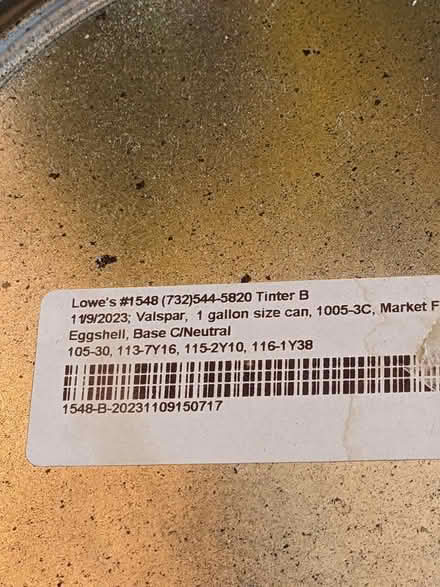 Lowe's #1548 (732)544-5820 Tinter B
11/9/2023; Valspar, 1 gallon size can, 1005-3C, Market F
Eggshell, Base C/Neutral
105-30, 113-7Y16, 115-2Y10, 116-1Y38
1548-B-20231109150717